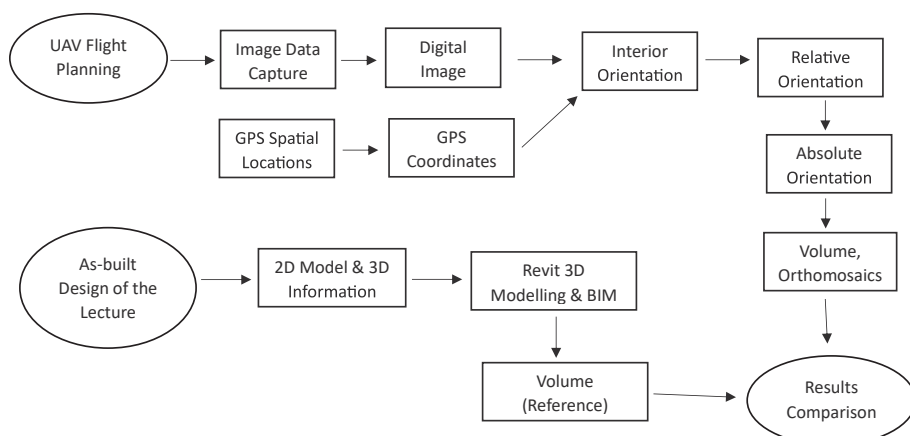 UAV Flight
Planning
Image Data
Capture
Digital
Image
Interior
Orientation
Relative
Orientation
GPS Spatial
Locations
GPS
Coordinates
Absolute
Orientation
As-built
Design of the
Lecture
2D Model & 3D
Information
Revit 3D
Modelling & BIM
Volume,
Orthomosaics
Volume
(Reference)
Results
Comparison